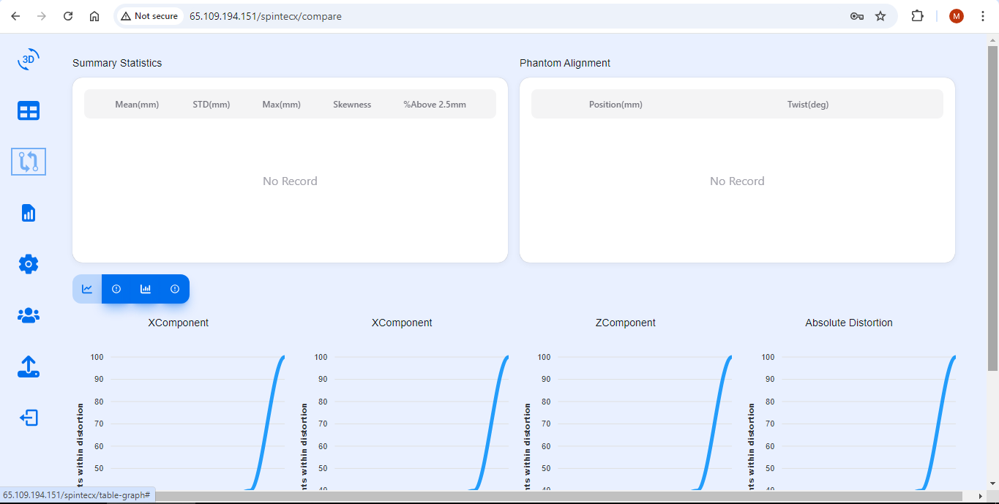 Not secure
65.109.194.151/spintecx/compare
M
3D
Summary Statistics
Phantom Alignment
Mean(mm) STD(mm) Max(mm) Skewness %Above 2.5mm
Position(mm) Twist(deg)
No Record
No Record
XComponent
XComponent
ZComponent
Absolute Distortion
100
90
80
70
60
50
40
nts within distortion
100
90
80
70
60
50
40
nts within distortion
100
90
80
70
60
50
40
nts within distortion
100
90
80
70
60
50
40
nts within distortion
65.109.194.151/spintecx/table-graph#